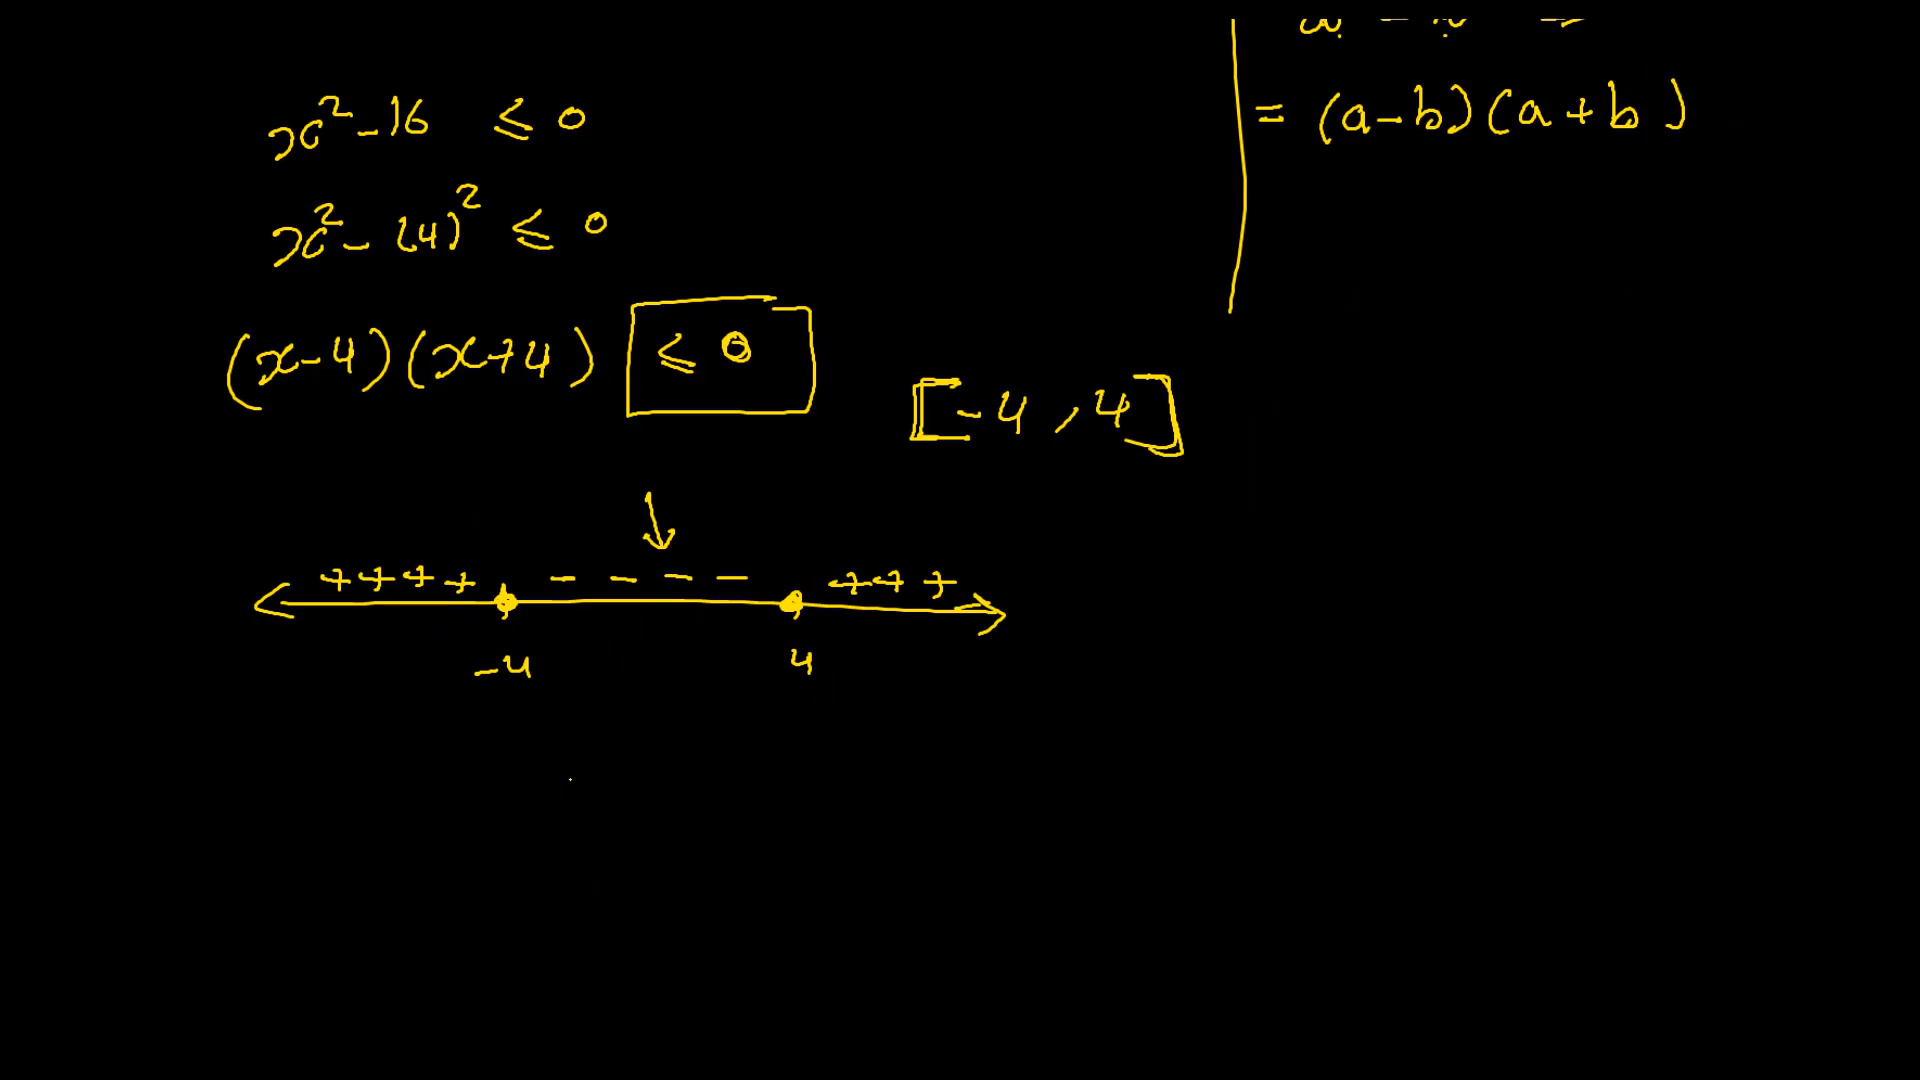 x² - 16 ≤ 0
x² - (4)² ≤ 0
(x-4)(x+4) ≤ 0
[-4, 4]
++++ ---- +++
-4 4
= (a-b)(a+b)